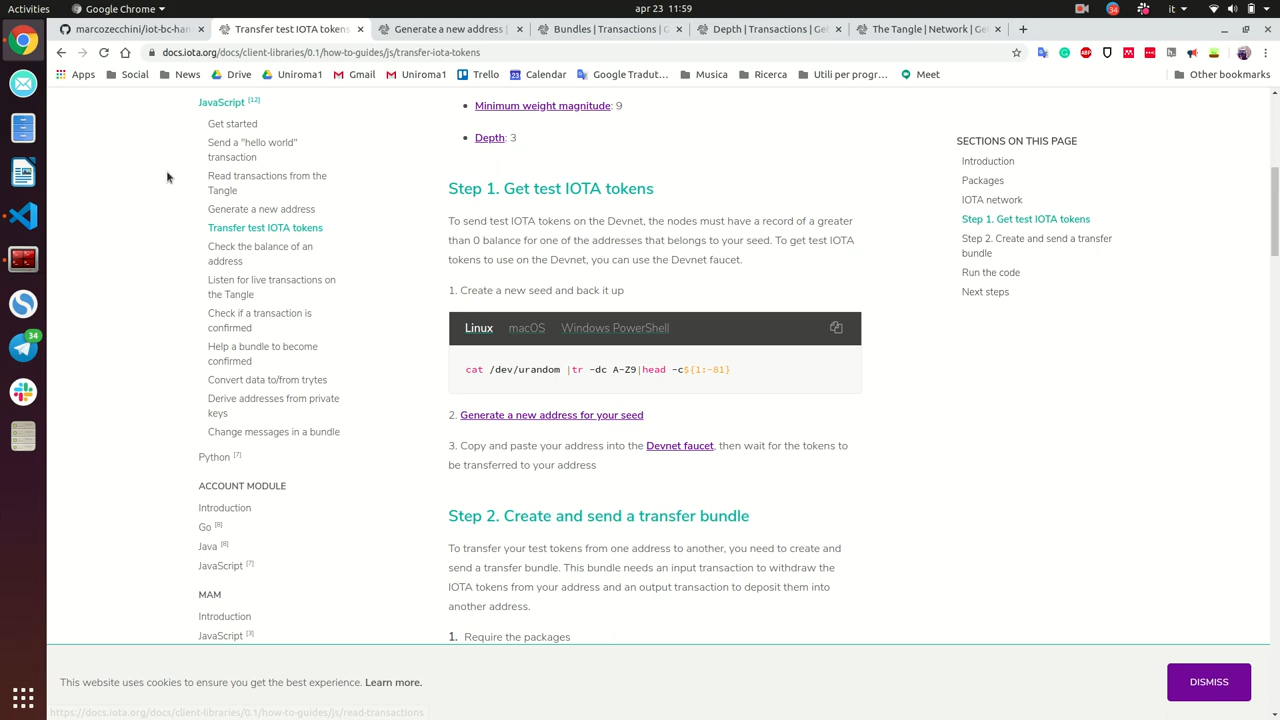 Activities
Google Chrome
apr 23 11:59
34
it
marcozecchini/iot-bc-han
Transfer test IOTA tokens
Generate a new address |
Bundles | Transactions | G
Depth | Transactions | Get
The Tangle | Network | Get
docs.iota.org/docs/client-libraries/0.1/how-to-guides/js/transfer-iota-tokens
Apps
Social
News
Drive
Uniroma1
Gmail
Uniroma1
Trello
Calendar
Google Tradut...
Musica
Ricerca
Utili per progr...
Meet
Other bookmarks
JavaScript [12]
Get started
Send a "hello world"
transaction
Read transactions from the
Tangle
Generate a new address
Transfer test IOTA tokens
Check the balance of an
address
Listen for live transactions on
the Tangle
Check if a transaction is
confirmed
Help a bundle to become
confirmed
Convert data to/from trytes
Derive addresses from private
keys
Change messages in a bundle
Python [7]
ACCOUNT MODULE
Introduction
Go [8]
Java [8]
JavaScript [7]
MAM
Introduction
JavaScript [3]
Minimum weight magnitude: 9
Depth: 3
Step 1. Get test IOTA tokens
To send test IOTA tokens on the Devnet, the nodes must have a record of a greater
than 0 balance for one of the addresses that belongs to your seed. To get test IOTA
tokens to use on the Devnet, you can use the Devnet faucet.
1. Create a new seed and back it up
Linux macOS Windows PowerShell
cat /dev/urandom |tr -dc A-Z9|head -c${1:-81}
2. Generate a new address for your seed
3. Copy and paste your address into the Devnet faucet, then wait for the tokens to
be transferred to your address
Step 2. Create and send a transfer bundle
To transfer your test tokens from one address to another, you need to create and
send a transfer bundle. This bundle needs an input transaction to withdraw the
IOTA tokens from your address and an output transaction to deposit them into
another address.
1. Require the packages
SECTIONS ON THIS PAGE
Introduction
Packages
IOTA network
Step 1. Get test IOTA tokens
Step 2. Create and send a transfer
bundle
Run the code
Next steps
34
This website uses cookies to ensure you get the best experience. Learn more.
DISMISS
https://docs.iota.org/docs/client-libraries/0.1/how-to-guides/js/read-transactions